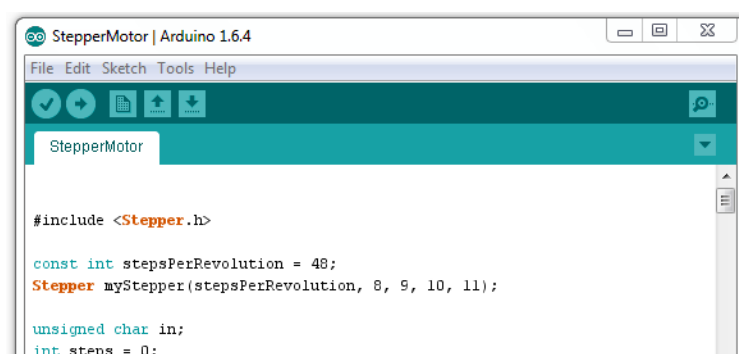 StepperMotor | Arduino 1.6.4
File Edit Sketch Tools Help
StepperMotor
#include <Stepper.h>
const int stepsPerRevolution = 48;
Stepper myStepper(stepsPerRevolution, 8, 9, 10, 11);
unsigned char in;
int steps = 0;